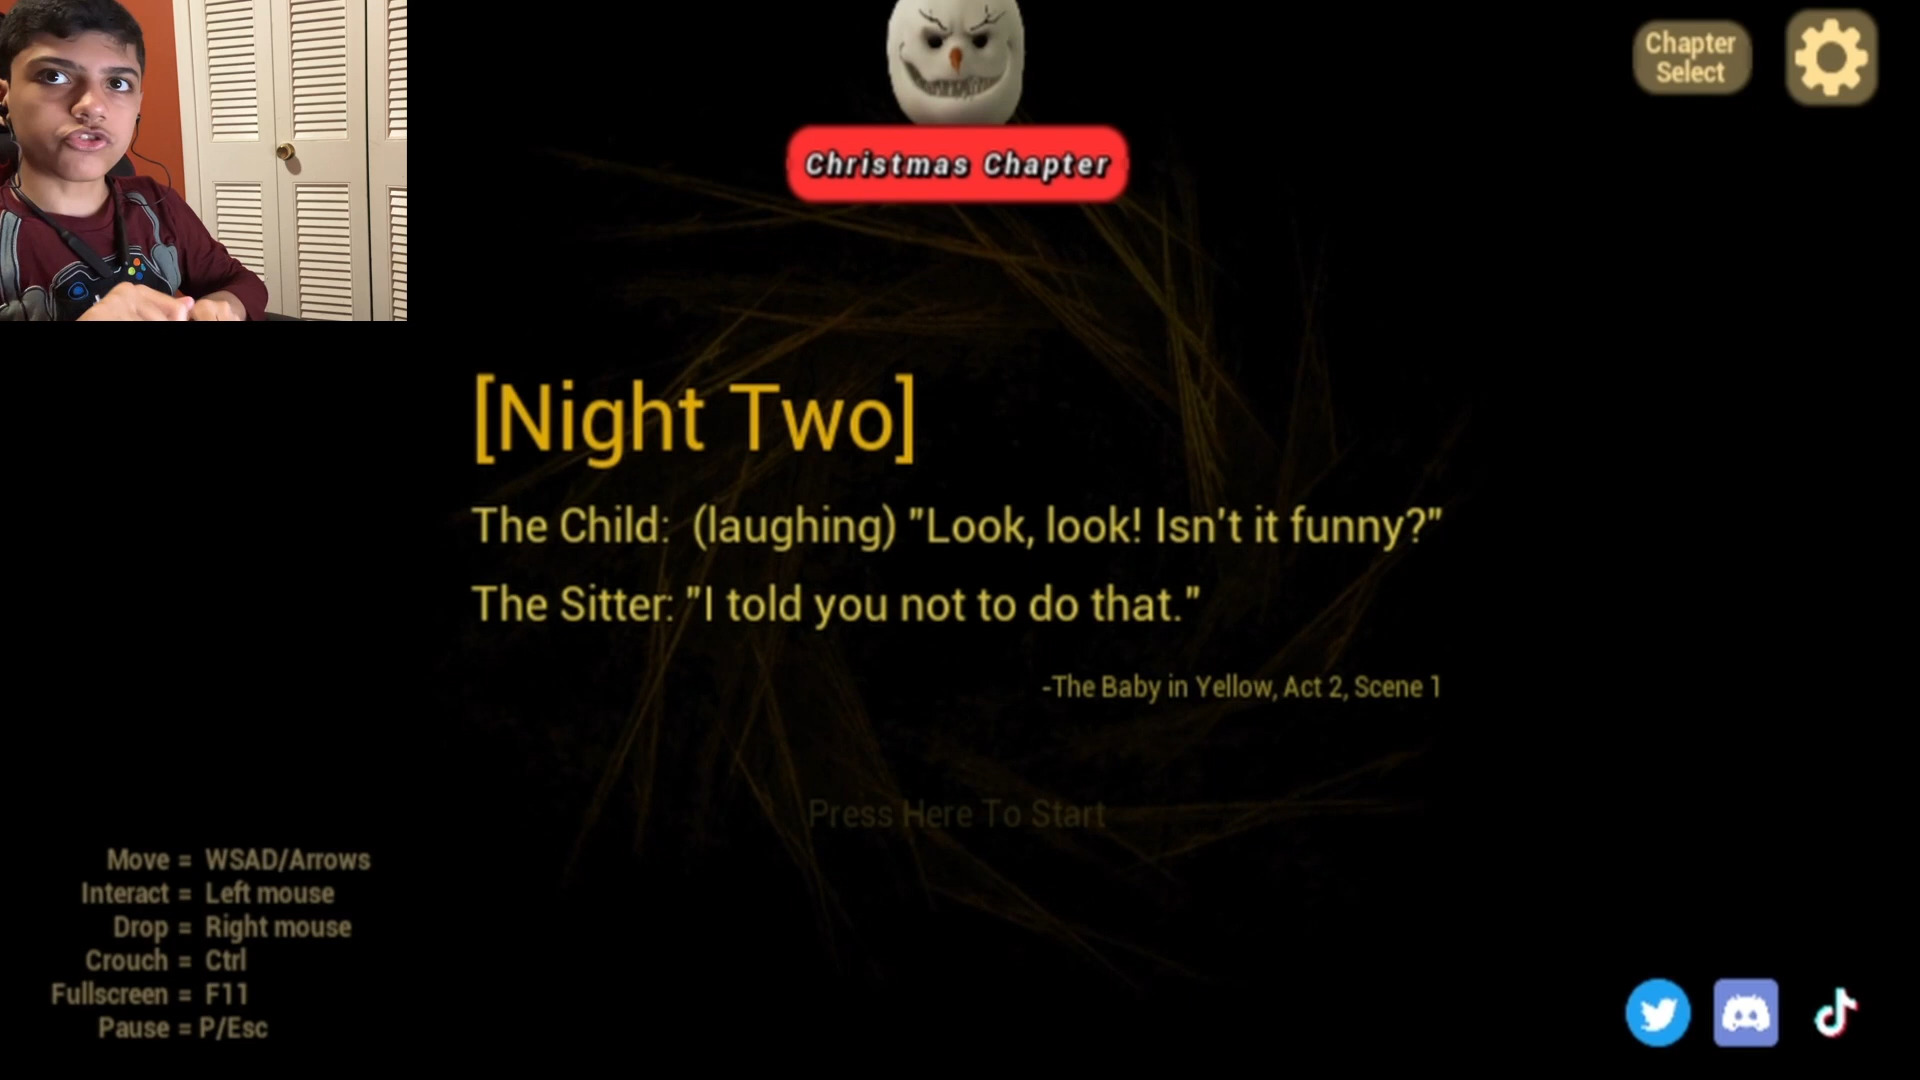 Chapter
Select
Christmas Chapter
[Night Two]
The Child:  (laughing) "Look, look! Isn't it funny?"
The Sitter: "I told you not to do that."
-The Baby in Yellow, Act 2, Scene 1
Press Here To Start
Move = WSAD/Arrows
Interact = Left mouse
Drop = Right mouse
Crouch = Ctrl
Fullscreen = F11
Pause = P/Esc